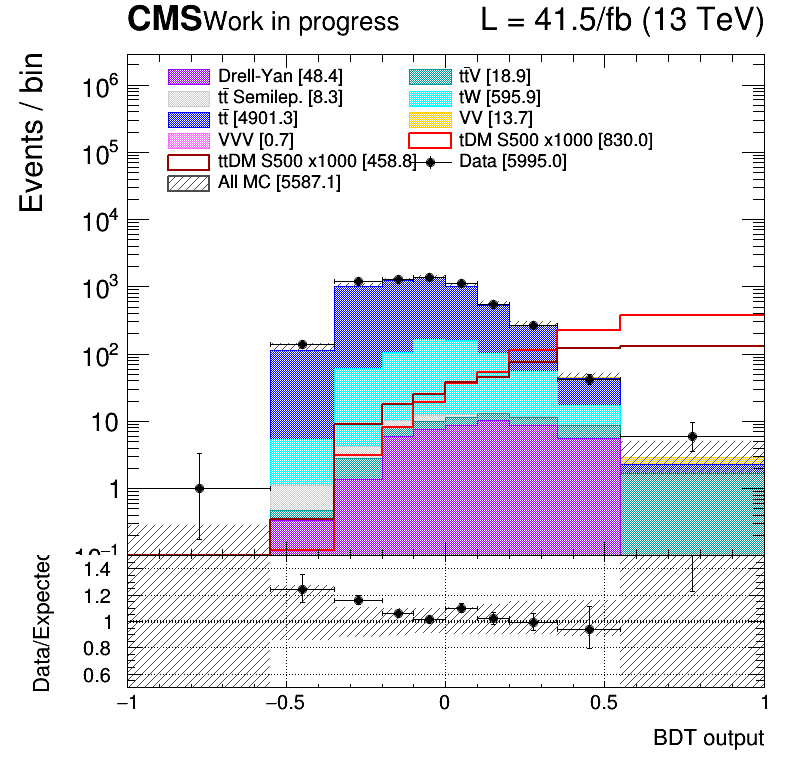 CMS Work in progress L = 41.5/fb (13 TeV)
Events / bin
Drell-Yan [48.4] tt̄V [18.9]
tt̄ Semilep. [8.3] tW [595.9]
tt̄ [4901.3] VV [13.7]
VVV [0.7] tDM S500 x1000 [830.0]
ttDM S500 x1000 [458.8] Data [5995.0]
All MC [5587.1]
10⁶
10⁵
10⁴
10³
10²
10
1
10⁻¹
Data/Expected
1.4
1.2
1
0.8
0.6
−1 −0.5 0 0.5 1
BDT output